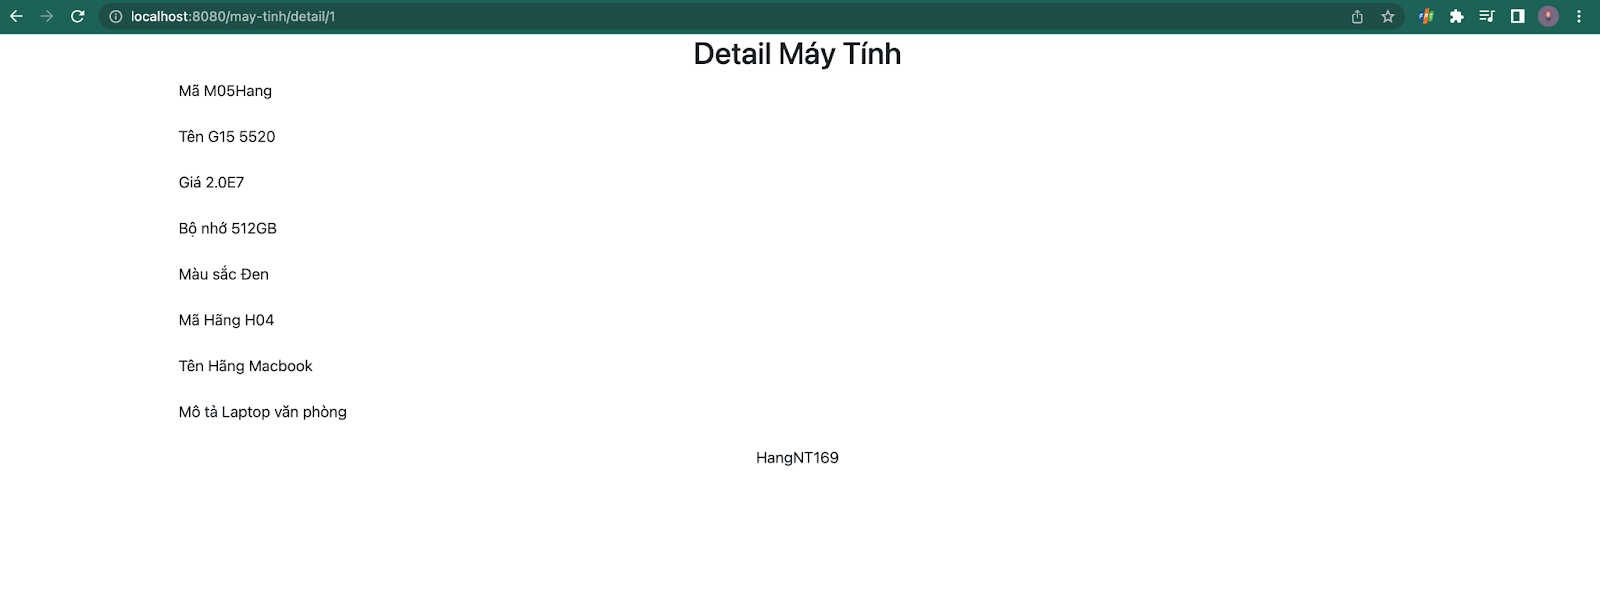 localhost:8080/may-tinh/detail/1
Detail Máy Tính
Mã M05Hang
Tên G15 5520
Giá 2.0E7
Bộ nhớ 512GB
Màu sắc Đen
Mã Hãng H04
Tên Hãng Macbook
Mô tả Laptop văn phòng
HangNT169